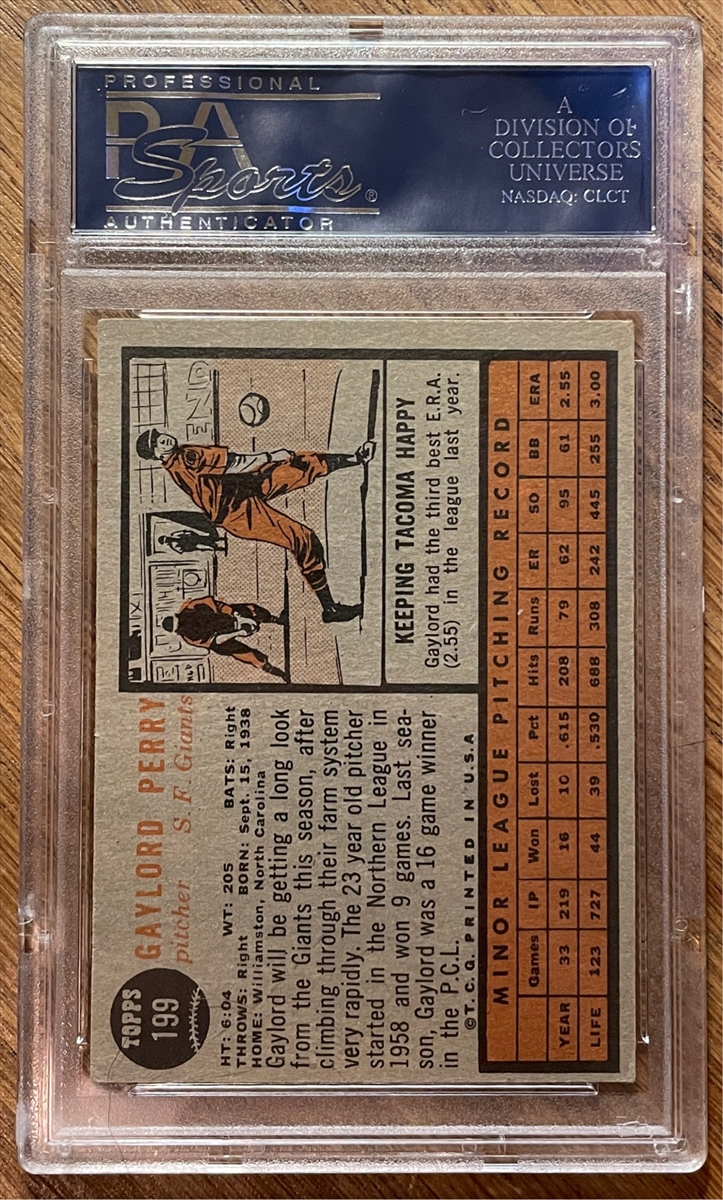 PROFESSIONAL
PSA
Sports®
AUTHENTICATOR
A
DIVISION OF
COLLECTORS
UNIVERSE
NASDAQ: CLCT
TOPPS
199
GAYLORD PERRY
pitcher S. F. Giants
HT: 6:04 WT: 205 BATS: Right
THROWS: Right BORN: Sept. 15, 1938
HOME: Williamston, North Carolina
Gaylord will be getting a long look
from the Giants this season, after
climbing through their farm system
very rapidly. The 23 year old pitcher
started in the Northern League in
1958 and won 9 games. Last sea-
son, Gaylord was a 16 game winner
in the P.C.L.
©T. C. G. PRINTED IN U.S.A
END
KEEPING TACOMA HAPPY
Gaylord had the third best E.R.A.
(2.55) in the league last year.
MINOR LEAGUE PITCHING RECORD
Games IP Won Lost Pct Hits Runs ER SO BB ERA
YEAR 33 219 16 10 .615 208 79 62 95 61 2.55
LIFE 123 727 44 39 .530 688 308 242 445 255 3.00